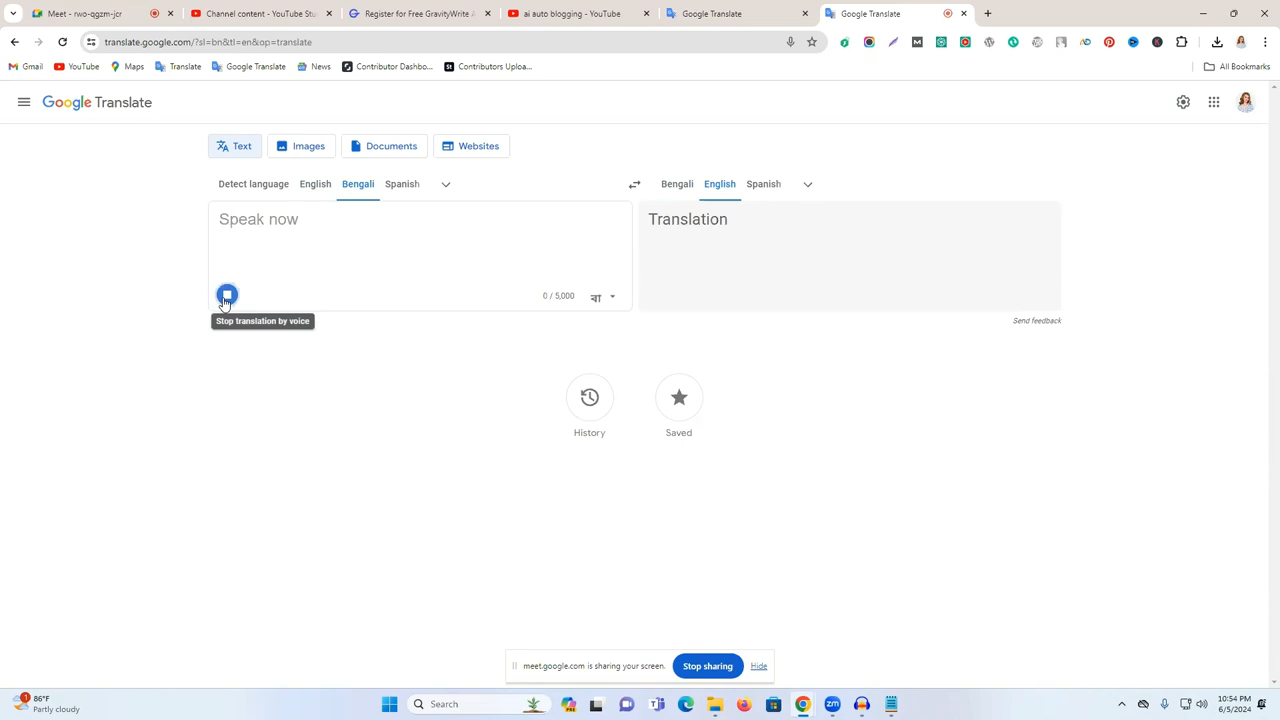 Meet - rwo-qgzm-zp
Channel content - YouTube Stu
Register for Free GravityWrite A
ai auto blogging - YouTube
Google Translate
Google Translate
translate.google.com/?sl=bn&tl=en&op=translate
Gmail
YouTube
Maps
Translate
Google Translate
News
Contributor Dashbo...
Contributors Uploa...
All Bookmarks
Google Translate
Text
Images
Documents
Websites
Detect language
English
Bengali
Spanish
Bengali
English
Spanish
Speak now
Translation
0 / 5,000
বা
Stop translation by voice
Send feedback
History
Saved
meet.google.com is sharing your screen.
Stop sharing
Hide
1
86°F
Partly cloudy
Search
zm
10:54 PM
6/5/2024